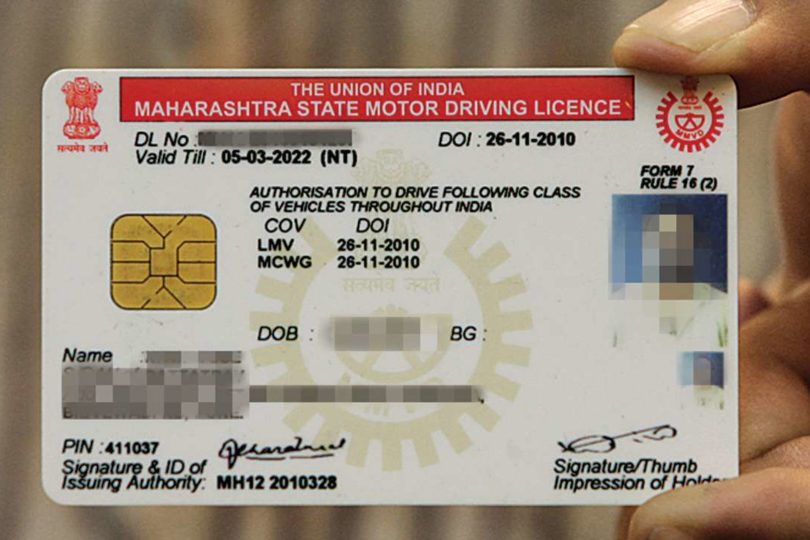 THE UNION OF INDIA
MAHARASHTRA STATE MOTOR DRIVING LICENCE
सत्यमेव जयते
MMVD
DL No :
DOI : 26-11-2010
Valid Till : 05-03-2022 (NT)
FORM 7
RULE 16 (2)
AUTHORISATION TO DRIVE FOLLOWING CLASS
OF VEHICLES THROUGHOUT INDIA
COV DOI
LMV 26-11-2010
MCWG 26-11-2010
सत्यमेव जयते
DOB : BG :
Name
PIN : 411037
Signature & ID of
Issuing Authority: MH12 2010328
Signature/Thumb
Impression of Holde